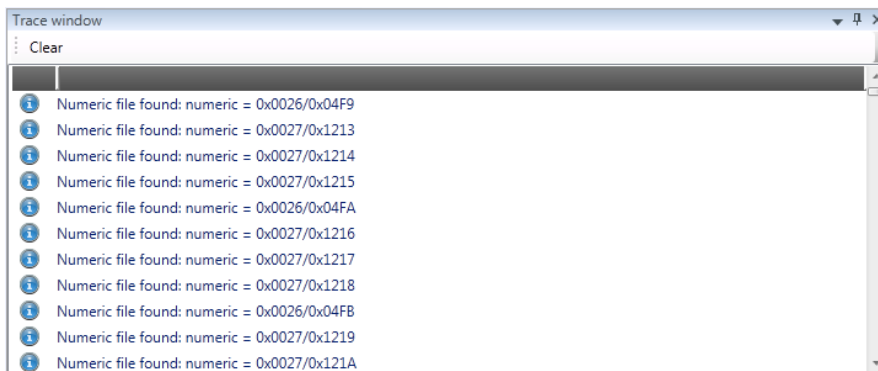 Trace window
Clear
Numeric file found: numeric = 0x0026/0x04F9
Numeric file found: numeric = 0x0027/0x1213
Numeric file found: numeric = 0x0027/0x1214
Numeric file found: numeric = 0x0027/0x1215
Numeric file found: numeric = 0x0026/0x04FA
Numeric file found: numeric = 0x0027/0x1216
Numeric file found: numeric = 0x0027/0x1217
Numeric file found: numeric = 0x0027/0x1218
Numeric file found: numeric = 0x0026/0x04FB
Numeric file found: numeric = 0x0027/0x1219
Numeric file found: numeric = 0x0027/0x121A